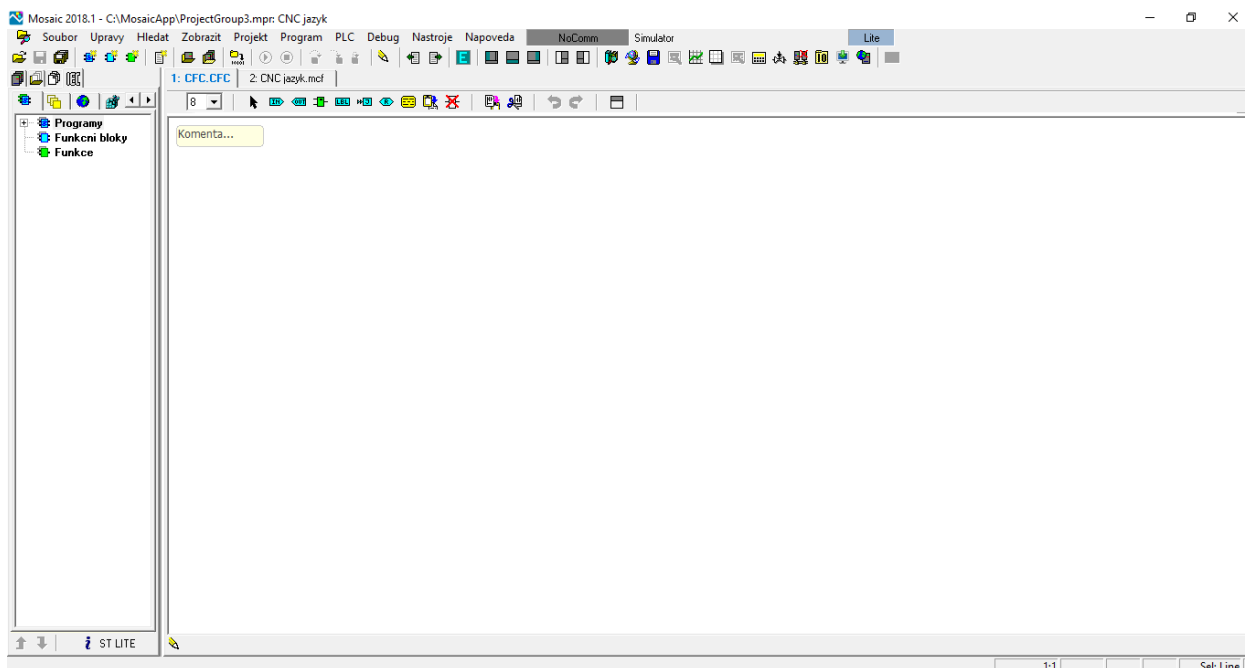 Mosaic 2018.1 - C:\MosaicApp\ProjectGroup3.mpr: CNC jazyk
Soubor Upravy Hledat Zobrazit Projekt Program PLC Debug Nastroje Napoveda NoComm Simulator Lite
1: CFC.CFC 2: CNC jazyk.mcf
8
Programy
Funkcni bloky
Funkce
Komenta...
ST LITE
1:1 Sel: Line